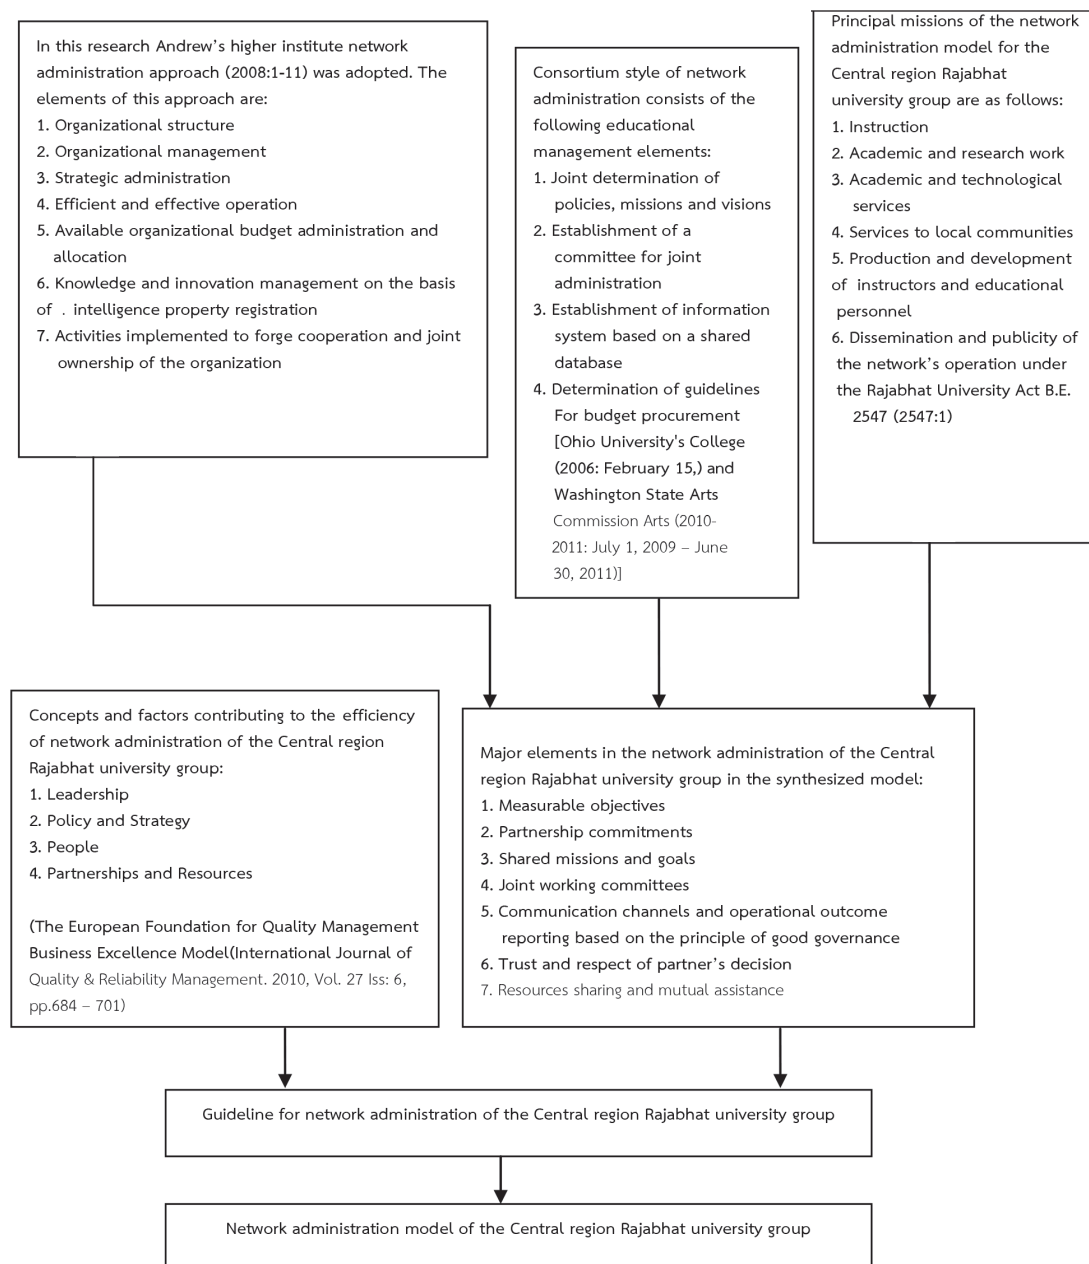 In this research Andrew's higher institute network
administration approach (2008:1-11) was adopted. The
elements of this approach are:
1. Organizational structure
2. Organizational management
3. Strategic administration
4. Efficient and effective operation
5. Available organizational budget administration and
allocation
6. Knowledge and innovation management on the basis
of . intelligence property registration
7. Activities implemented to forge cooperation and joint
ownership of the organization
Consortium style of network
administration consists of the
following educational
management elements:
1. Joint determination of
policies, missions and visions
2. Establishment of a
committee for joint
administration
3. Establishment of information
system based on a shared
database
4. Determination of guidelines
For budget procurement
[Ohio University's College
(2006: February 15,) and
Washington State Arts
Commission Arts (2010-
2011: July 1, 2009 – June
30, 2011)]
Principal missions of the network
administration model for the
Central region Rajabhat
university group are as follows:
1. Instruction
2. Academic and research work
3. Academic and technological
services
4. Services to local communities
5. Production and development
of instructors and educational
personnel
6. Dissemination and publicity of
the network's operation under
the Rajabhat University Act B.E.
2547 (2547:1)
Concepts and factors contributing to the efficiency
of network administration of the Central region
Rajabhat university group:
1. Leadership
2. Policy and Strategy
3. People
4. Partnerships and Resources
(The European Foundation for Quality Management
Business Excellence Model(International Journal of
Quality & Reliability Management. 2010, Vol. 27 Iss: 6,
pp.684 – 701)
Major elements in the network administration of the Central
region Rajabhat university group in the synthesized model:
1. Measurable objectives
2. Partnership commitments
3. Shared missions and goals
4. Joint working committees
5. Communication channels and operational outcome
reporting based on the principle of good governance
6. Trust and respect of partner's decision
7. Resources sharing and mutual assistance
Guideline for network administration of the Central region Rajabhat university group
Network administration model of the Central region Rajabhat university group